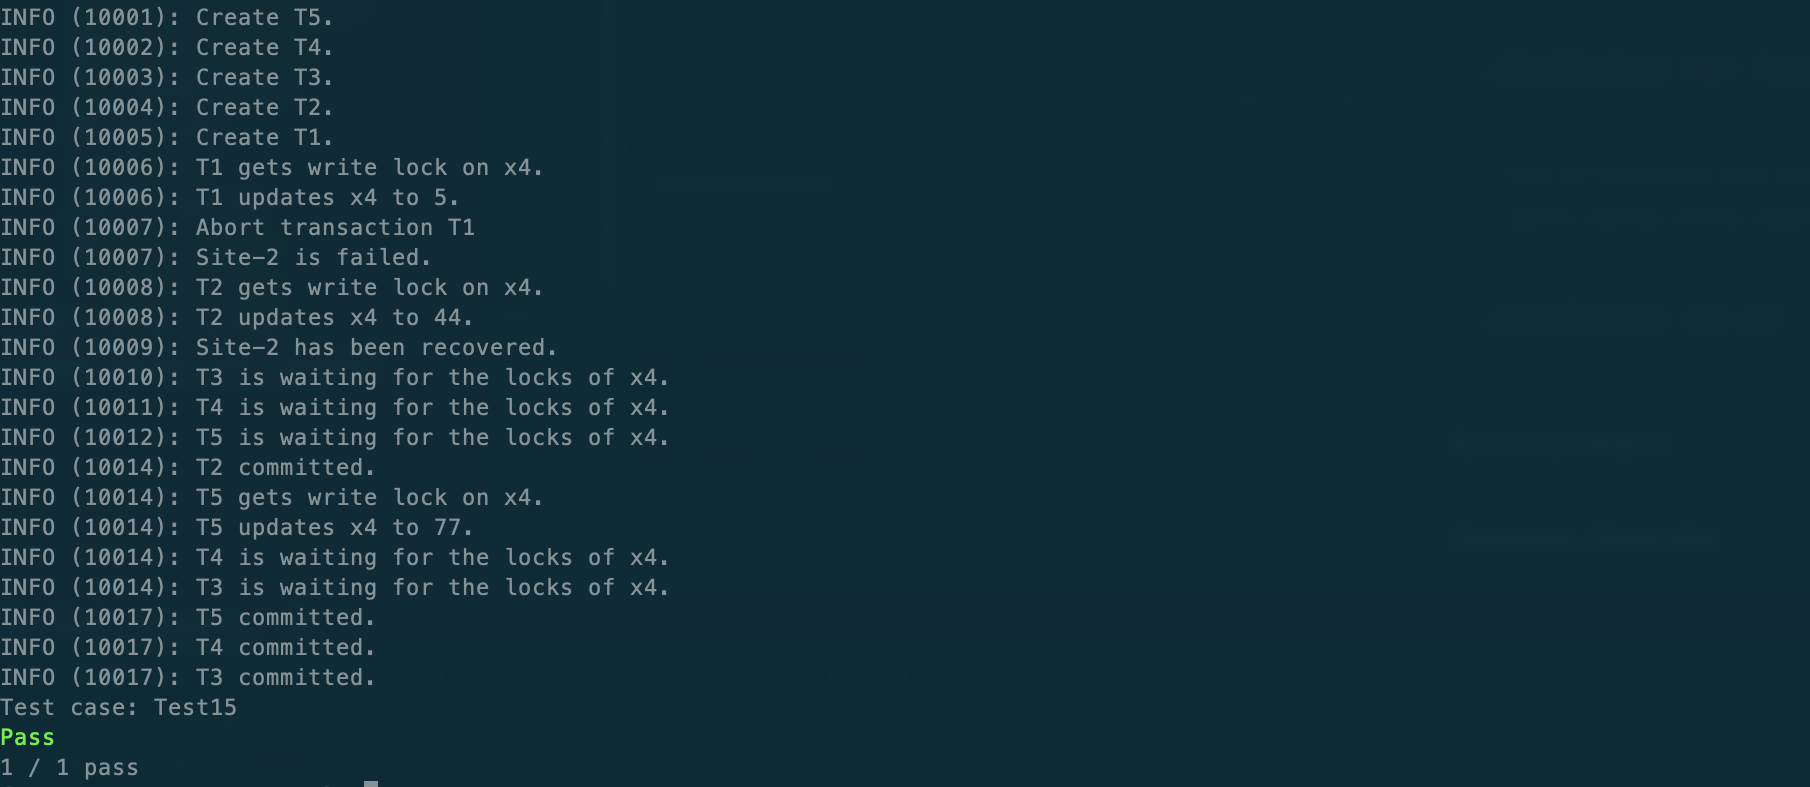 INFO (10001): Create T5.
INFO (10002): Create T4.
INFO (10003): Create T3.
INFO (10004): Create T2.
INFO (10005): Create T1.
INFO (10006): T1 gets write lock on x4.
INFO (10006): T1 updates x4 to 5.
INFO (10007): Abort transaction T1
INFO (10007): Site-2 is failed.
INFO (10008): T2 gets write lock on x4.
INFO (10008): T2 updates x4 to 44.
INFO (10009): Site-2 has been recovered.
INFO (10010): T3 is waiting for the locks of x4.
INFO (10011): T4 is waiting for the locks of x4.
INFO (10012): T5 is waiting for the locks of x4.
INFO (10014): T2 committed.
INFO (10014): T5 gets write lock on x4.
INFO (10014): T5 updates x4 to 77.
INFO (10014): T4 is waiting for the locks of x4.
INFO (10014): T3 is waiting for the locks of x4.
INFO (10017): T5 committed.
INFO (10017): T4 committed.
INFO (10017): T3 committed.
Test case: Test15
Pass
1 / 1 pass